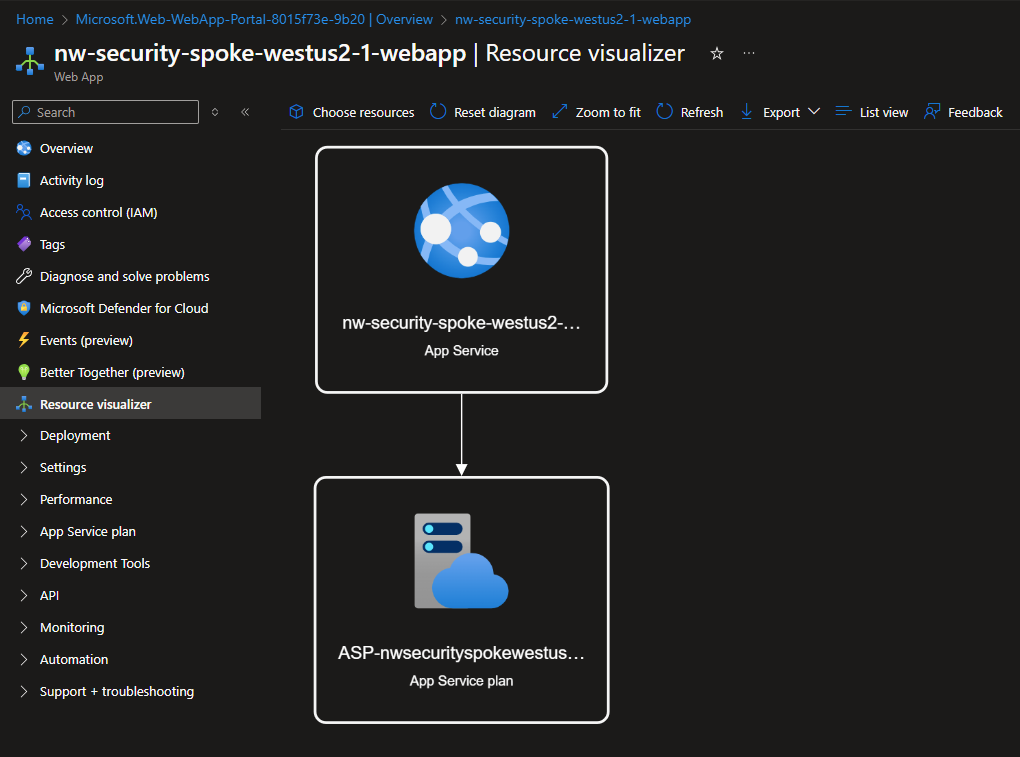 Home > Microsoft.Web-WebApp-Portal-8015f73e-9b20 | Overview > nw-security-spoke-westus2-1-webapp
nw-security-spoke-westus2-1-webapp | Resource visualizer
Web App
Search
Choose resources Reset diagram Zoom to fit Refresh Export List view Feedback
Overview
Activity log
Access control (IAM)
Tags
Diagnose and solve problems
Microsoft Defender for Cloud
Events (preview)
Better Together (preview)
Resource visualizer
Deployment
Settings
Performance
App Service plan
Development Tools
API
Monitoring
Automation
Support + troubleshooting
nw-security-spoke-westus2-...
App Service
ASP-nwsecurityspokewestus...
App Service plan